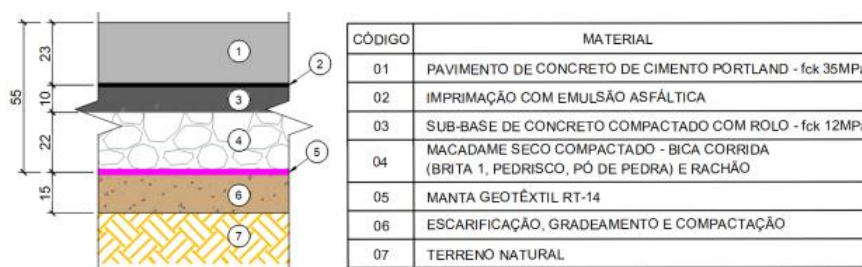 23
10
55
22
15
1
2
3
4
5
6
7
CÓDIGO MATERIAL
01 PAVIMENTO DE CONCRETO DE CIMENTO PORTLAND - fck 35MPa
02 IMPRIMAÇÃO COM EMULSÃO ASFÁLTICA
03 SUB-BASE DE CONCRETO COMPACTADO COM ROLO - fck 12MPa
04 MACADAME SECO COMPACTADO - BICA CORRIDA
(BRITA 1, PEDRISCO, PÓ DE PEDRA) E RACHÃO
05 MANTA GEOTÊXTIL RT-14
06 ESCARIFICAÇÃO, GRADEAMENTO E COMPACTAÇÃO
07 TERRENO NATURAL